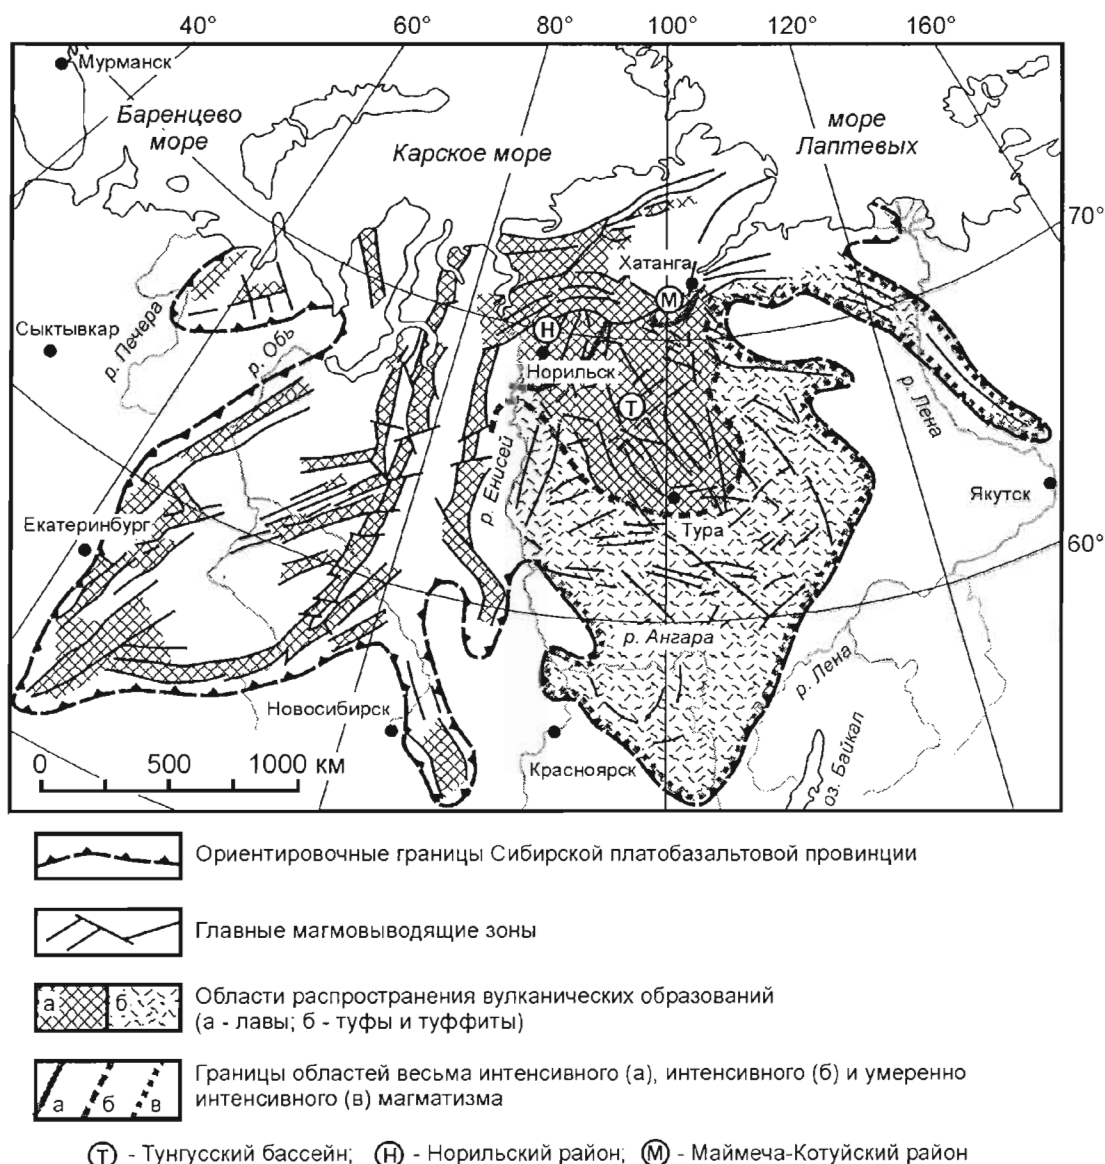 40° 60° 80° 100° 120° 160°
Мурманск
Баренцево
море
Карское море
море
Лаптевых
70°
Хатанга
М
Н
Сыктывкар
р. Печера
р. Обь
Норильск
Т
р. Лена
р. Енисей
Якутск
Екатеринбург
Тура
60°
р. Ангара
р. Лена
Новосибирск
оз. Байкал
0 500 1000 км
Красноярск
Ориентировочные границы Сибирской платобазальтовой провинции
Главные магмовыводящие зоны
а б
Области распространения вулканических образований
(а - лавы; б - туфы и туффиты)
а б в
Границы областей весьма интенсивного (а), интенсивного (б) и умеренно
интенсивного (в) магматизма
Т - Тунгусский бассейн; Н - Норильский район; М - Маймеча-Котуйский район